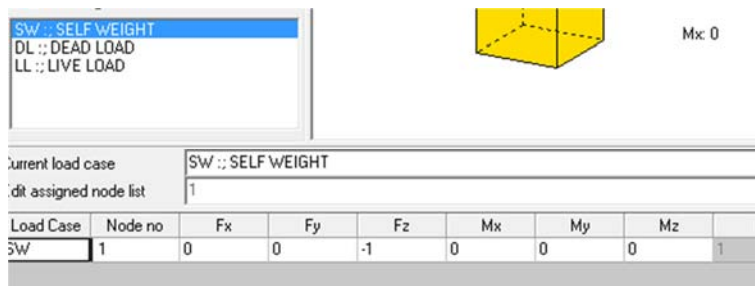 SW :; SELF WEIGHT
DL :; DEAD LOAD
LL :; LIVE LOAD
Mx: 0
Current load case SW :; SELF WEIGHT
Edit assigned node list 1
Load Case Node no Fx Fy Fz Mx My Mz
SW 1 0 0 -1 0 0 0 1